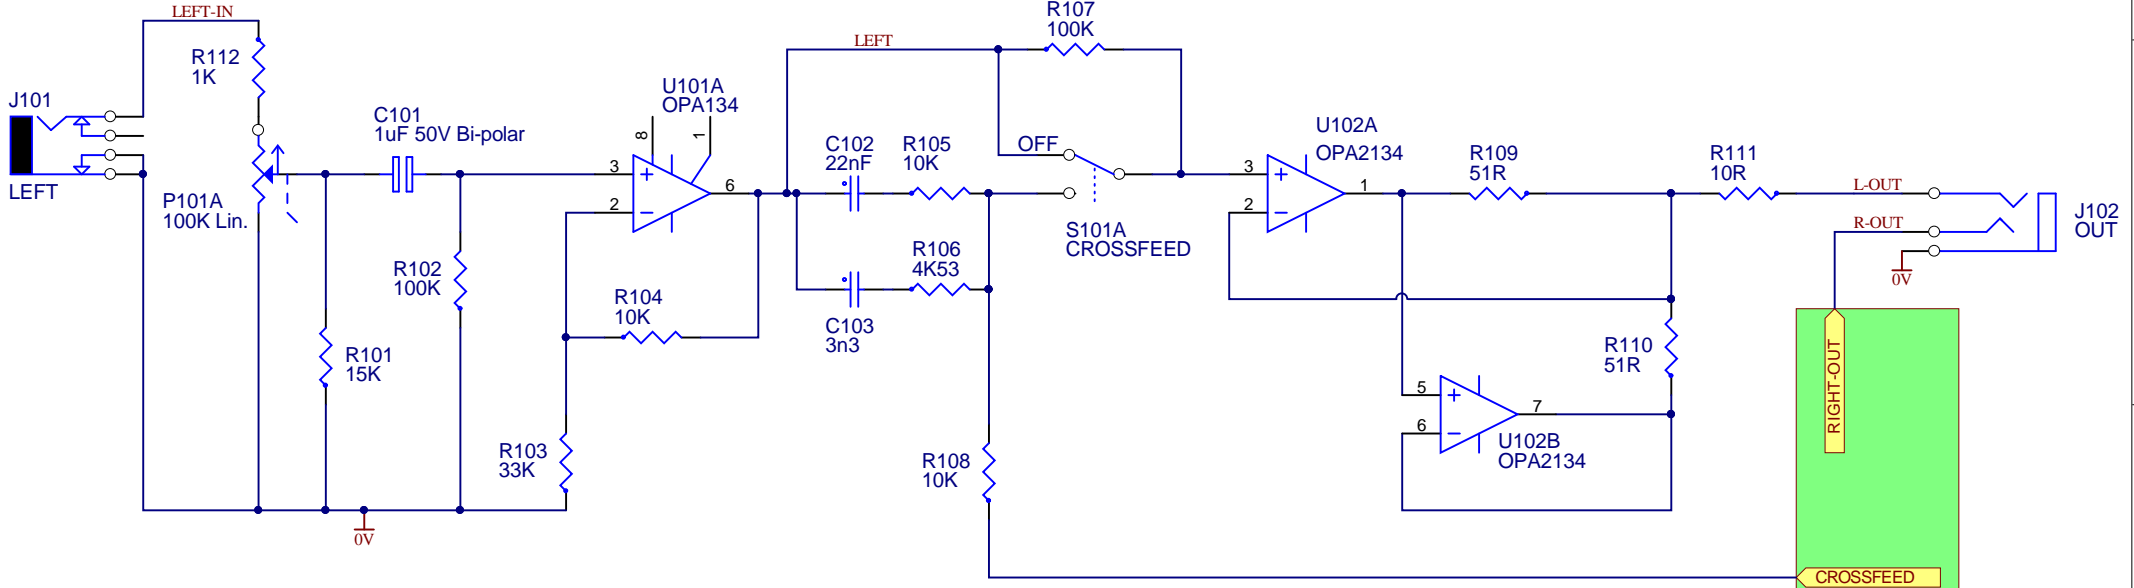 LEFT-IN
R112
1K
J101
LEFT
P101A
100K Lin.
C101
1uF 50V Bi-polar
R101
15K
R102
100K
0V
U101A
OPA134
8
1
3
2
6
R104
10K
R103
33K
LEFT
R107
100K
C102
22nF
R105
10K
R106
4K53
C103
3n3
OFF
S101A
CROSSFEED
R108
10K
U102A
OPA2134
3
2
1
R109
51R
R111
10R
L-OUT
R-OUT
J102
OUT
0V
R110
51R
5
6
7
U102B
OPA2134
RIGHT-OUT
CROSSFEED